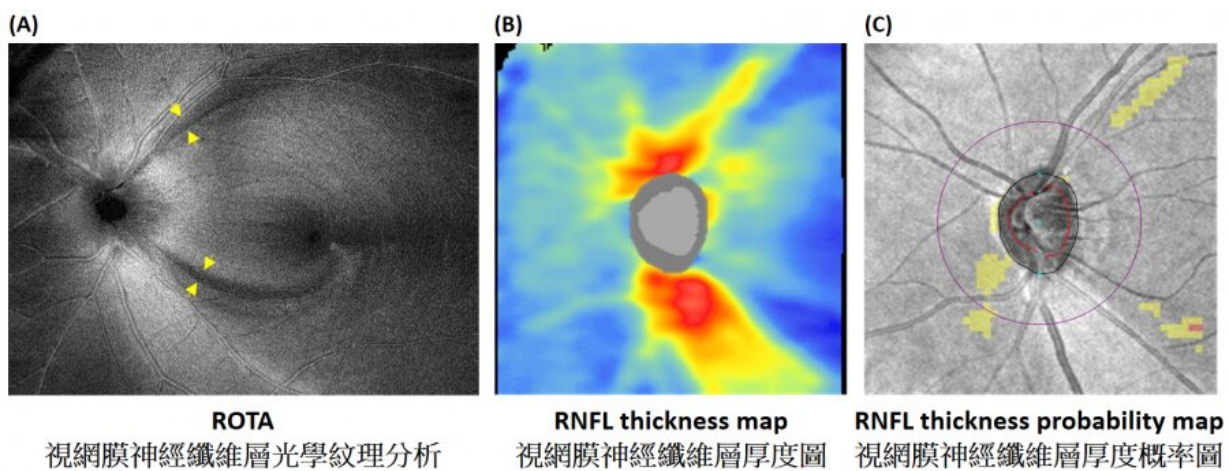 (A)
(B)
(C)
ROTA
視網膜神經纖維層光學紋理分析
RNFL thickness map
視網膜神經纖維層厚度圖
RNFL thickness probability map
視網膜神經纖維層厚度概率圖